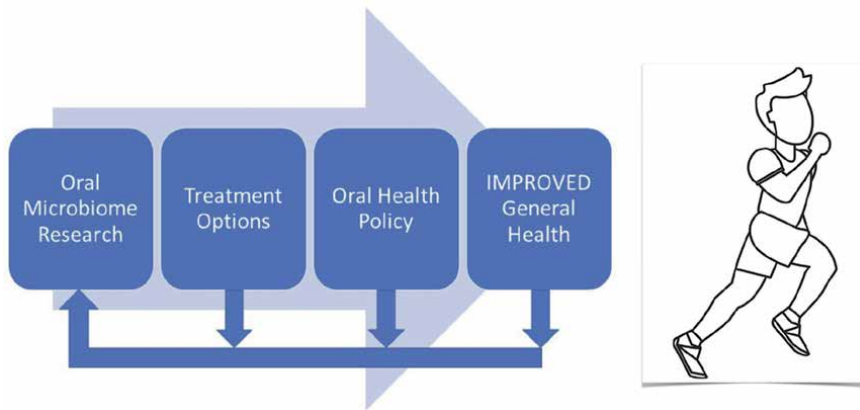 Oral
Microbiome
Research
Treatment
Options
Oral Health
Policy
IMPROVED
General
Health